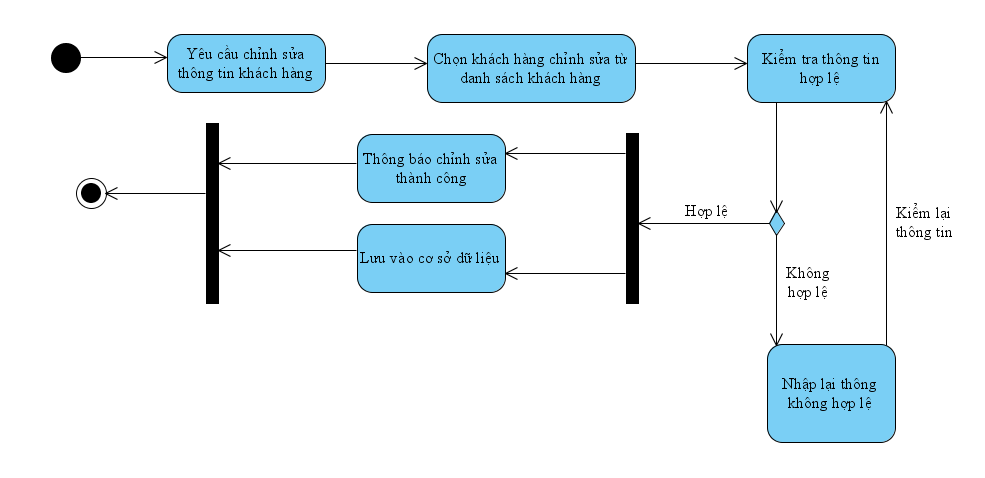 Yêu cầu chỉnh sửa
thông tin khách hàng
Chọn khách hàng chỉnh sửa từ
danh sách khách hàng
Kiểm tra thông tin
hợp lệ
Thông báo chỉnh sửa
thành công
Hợp lệ
Kiểm lại
thông tin
Lưu vào cơ sở dữ liệu
Không
hợp lệ
Nhập lại thông
không hợp lệ